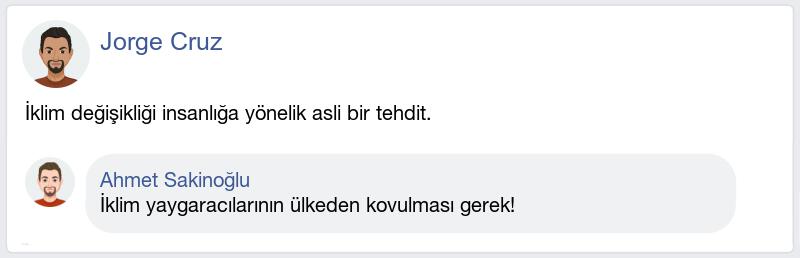 Jorge Cruz
İklim değişikliği insanlığa yönelik asli bir tehdit.
Ahmet Sakinoğlu
İklim yaygaracılarının ülkeden kovulması gerek!